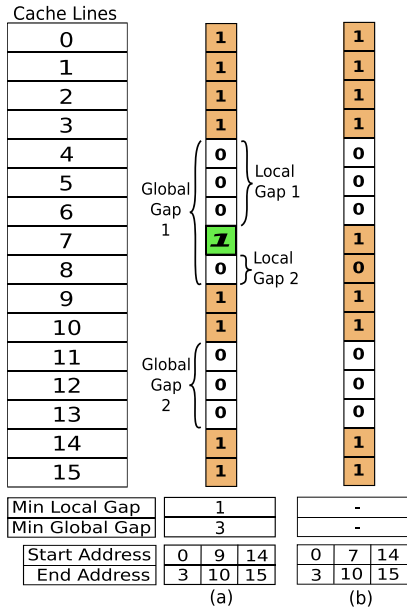 Cache Lines
0 1 1
1 1 1
2 1 1
3 1 1
4 0 0
5 0 0
6 0 0
7 1 1
8 0 0
9 1 1
10 1 1
11 0 0
12 0 0
13 0 0
14 1 1
15 1 1
Global
Gap
1
Local
Gap 1
Local
Gap 2
Global
Gap
2
Min Local Gap 1 -
Min Global Gap 3 -
Start Address 0 9 14 0 7 14
End Address 3 10 15 3 10 15
(a) (b)